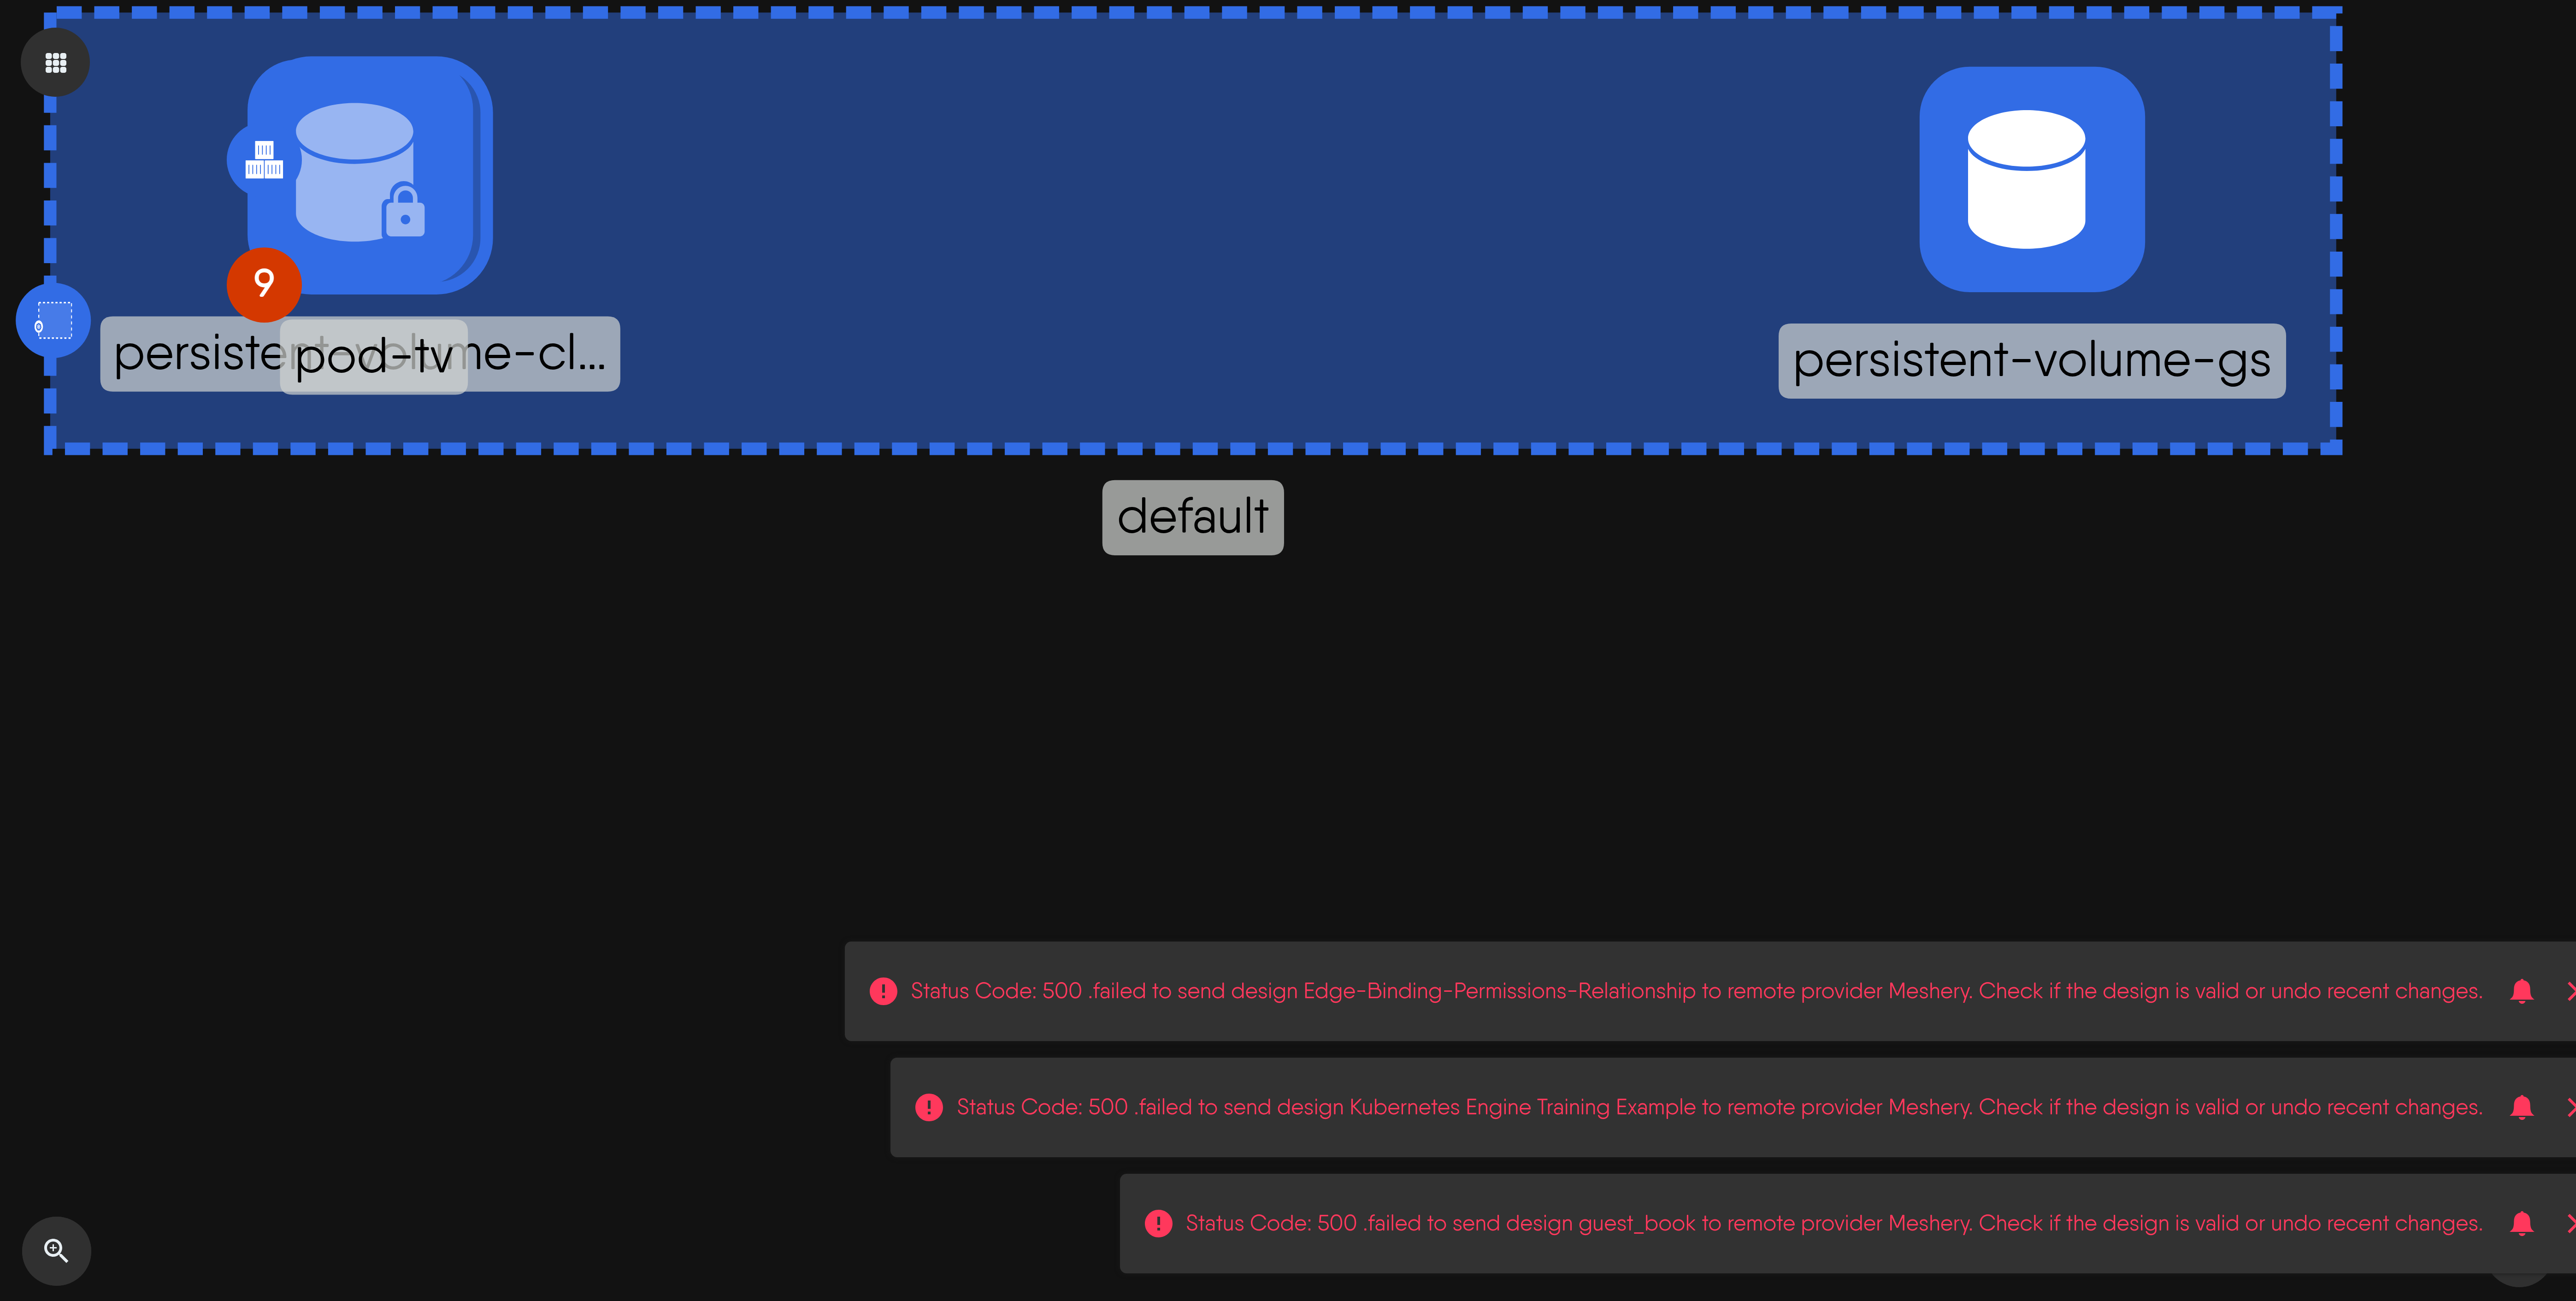 9
persistent-volume-cl...
pod-tv
persistent-volume-gs
default
Status Code: 500 .failed to send design Edge-Binding-Permissions-Relationship to remote provider Meshery. Check if the design is valid or undo recent changes.
Status Code: 500 .failed to send design Kubernetes Engine Training Example to remote provider Meshery. Check if the design is valid or undo recent changes.
Status Code: 500 .failed to send design guest_book to remote provider Meshery. Check if the design is valid or undo recent changes.